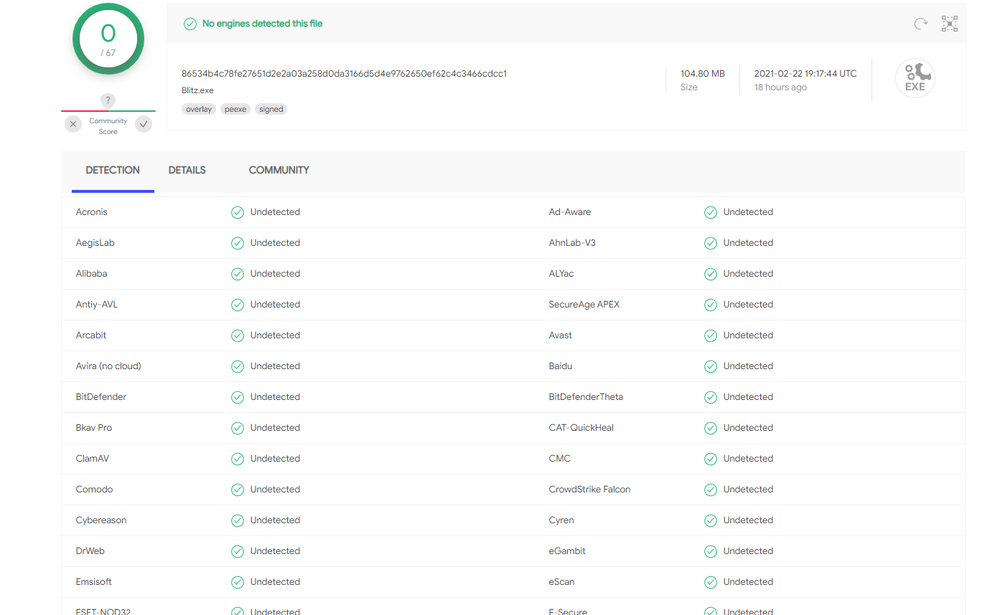 0
/ 67
No engines detected this file
86534b4c78fe27651d2e2a03a258d0da3166d5d4e9762650ef62c4c3466cdcc1
Blitz.exe
overlay peexe signed
104.80 MB
Size
2021-02-22 19:17:44 UTC
18 hours ago
EXE
?
Community
Score
DETECTION DETAILS COMMUNITY
Acronis Undetected Ad-Aware Undetected
AegisLab Undetected AhnLab-V3 Undetected
Alibaba Undetected ALYac Undetected
Antiy-AVL Undetected SecureAge APEX Undetected
Arcabit Undetected Avast Undetected
Avira (no cloud) Undetected Baidu Undetected
BitDefender Undetected BitDefenderTheta Undetected
Bkav Pro Undetected CAT-QuickHeal Undetected
ClamAV Undetected CMC Undetected
Comodo Undetected CrowdStrike Falcon Undetected
Cybereason Undetected Cyren Undetected
DrWeb Undetected eGambit Undetected
Emsisoft Undetected eScan Undetected
ESET-NOD32 Undetected F-Secure Undetected